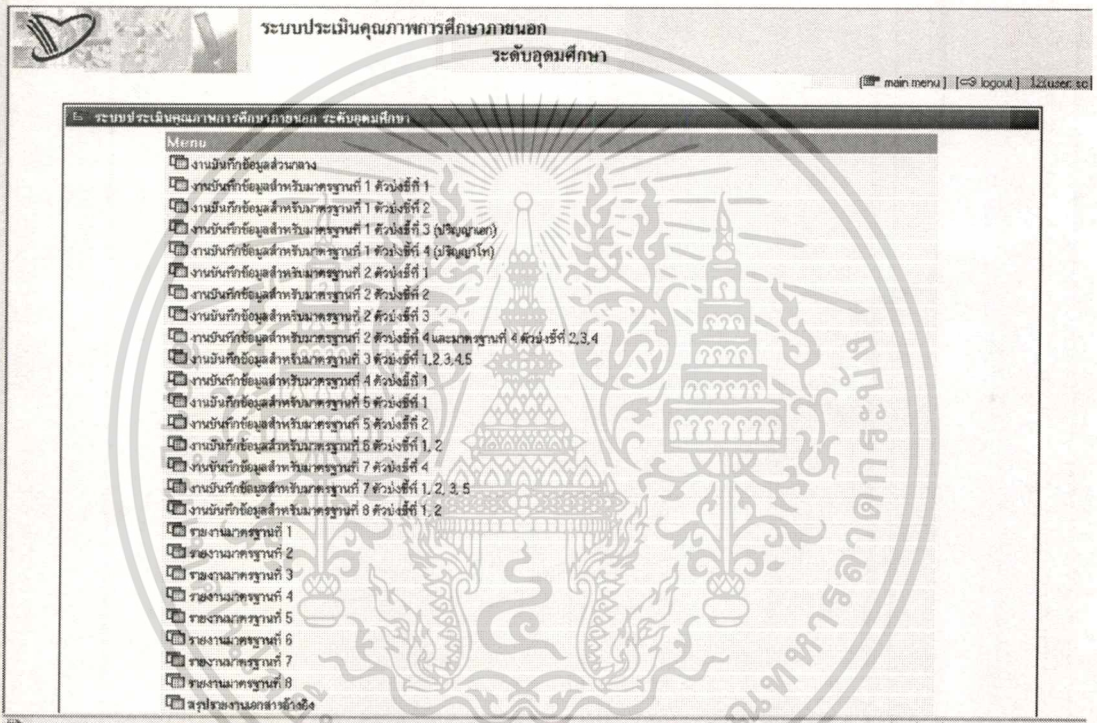 ระบบประเมินคุณภาพการศึกษาภายนอก
ระดับอุดมศึกษา
[main menu] [logout] user: sc
ระบบประเมินคุณภาพการศึกษาภายนอก ระดับอุดมศึกษา
Menu
งานบันทึกข้อมูลส่วนกลาง
งานบันทึกข้อมูลสำหรับมาตรฐานที่ 1 ตัวบ่งชี้ที่ 1
งานบันทึกข้อมูลสำหรับมาตรฐานที่ 1 ตัวบ่งชี้ที่ 2
งานบันทึกข้อมูลสำหรับมาตรฐานที่ 1 ตัวบ่งชี้ที่ 3 (ปริญญาเอก)
งานบันทึกข้อมูลสำหรับมาตรฐานที่ 1 ตัวบ่งชี้ที่ 4 (ปริญญาโท)
งานบันทึกข้อมูลสำหรับมาตรฐานที่ 2 ตัวบ่งชี้ที่ 1
งานบันทึกข้อมูลสำหรับมาตรฐานที่ 2 ตัวบ่งชี้ที่ 2
งานบันทึกข้อมูลสำหรับมาตรฐานที่ 2 ตัวบ่งชี้ที่ 3
งานบันทึกข้อมูลสำหรับมาตรฐานที่ 2 ตัวบ่งชี้ที่ 4 และมาตรฐานที่ 4 ตัวบ่งชี้ที่ 2,3,4
งานบันทึกข้อมูลสำหรับมาตรฐานที่ 3 ตัวบ่งชี้ที่ 1,2,3,4,5
งานบันทึกข้อมูลสำหรับมาตรฐานที่ 4 ตัวบ่งชี้ที่ 1
งานบันทึกข้อมูลสำหรับมาตรฐานที่ 5 ตัวบ่งชี้ที่ 1
งานบันทึกข้อมูลสำหรับมาตรฐานที่ 5 ตัวบ่งชี้ที่ 2
งานบันทึกข้อมูลสำหรับมาตรฐานที่ 6 ตัวบ่งชี้ที่ 1, 2
งานบันทึกข้อมูลสำหรับมาตรฐานที่ 7 ตัวบ่งชี้ที่ 4
งานบันทึกข้อมูลสำหรับมาตรฐานที่ 7 ตัวบ่งชี้ที่ 1, 2, 3, 5
งานบันทึกข้อมูลสำหรับมาตรฐานที่ 8 ตัวบ่งชี้ที่ 1, 2
รายงานมาตรฐานที่ 1
รายงานมาตรฐานที่ 2
รายงานมาตรฐานที่ 3
รายงานมาตรฐานที่ 4
รายงานมาตรฐานที่ 5
รายงานมาตรฐานที่ 6
รายงานมาตรฐานที่ 7
รายงานมาตรฐานที่ 8
สรุปรายงานเอกสารอ้างอิง